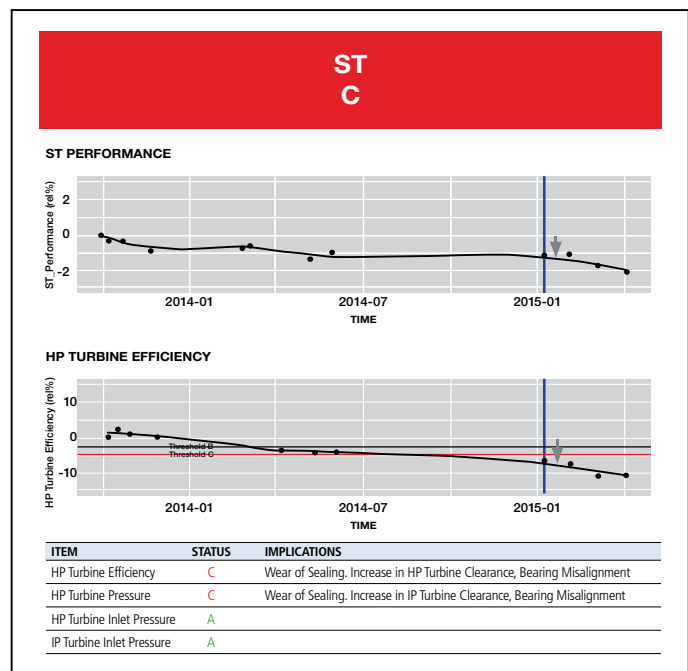 ST
C
ST PERFORMANCE
ST_Performance (rel%)
2
0
-2
2014-01 2014-07 2015-01
TIME
HP TURBINE EFFICIENCY
HP Turbine Efficiency (rel%)
10
0
-10
Threshold B
Threshold C
2014-01 2014-07 2015-01
TIME
ITEM STATUS IMPLICATIONS
HP Turbine Efficiency C Wear of Sealing. Increase in HP Turbine Clearance, Bearing Misalignment
HP Turbine Pressure C Wear of Sealing. Increase in IP Turbine Clearance, Bearing Misalignment
HP Turbine Inlet Pressure A
IP Turbine Inlet Pressure A